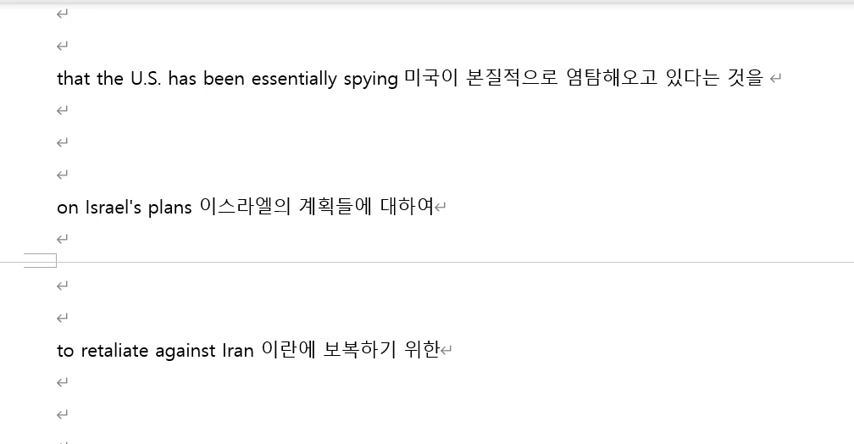 that the U.S. has been essentially spying 미국이 본질적으로 염탐해오고 있다는 것을
on Israel's plans 이스라엘의 계획들에 대하여
to retaliate against Iran 이란에 보복하기 위한